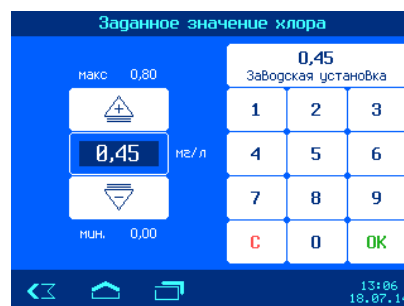 Заданное значение хлора
макс 0,80
0,45
мг/л
мин. 0,00
0,45
Заводская установка
1 2 3
4 5 6
7 8 9
C 0 OK
13:06
18.07.14